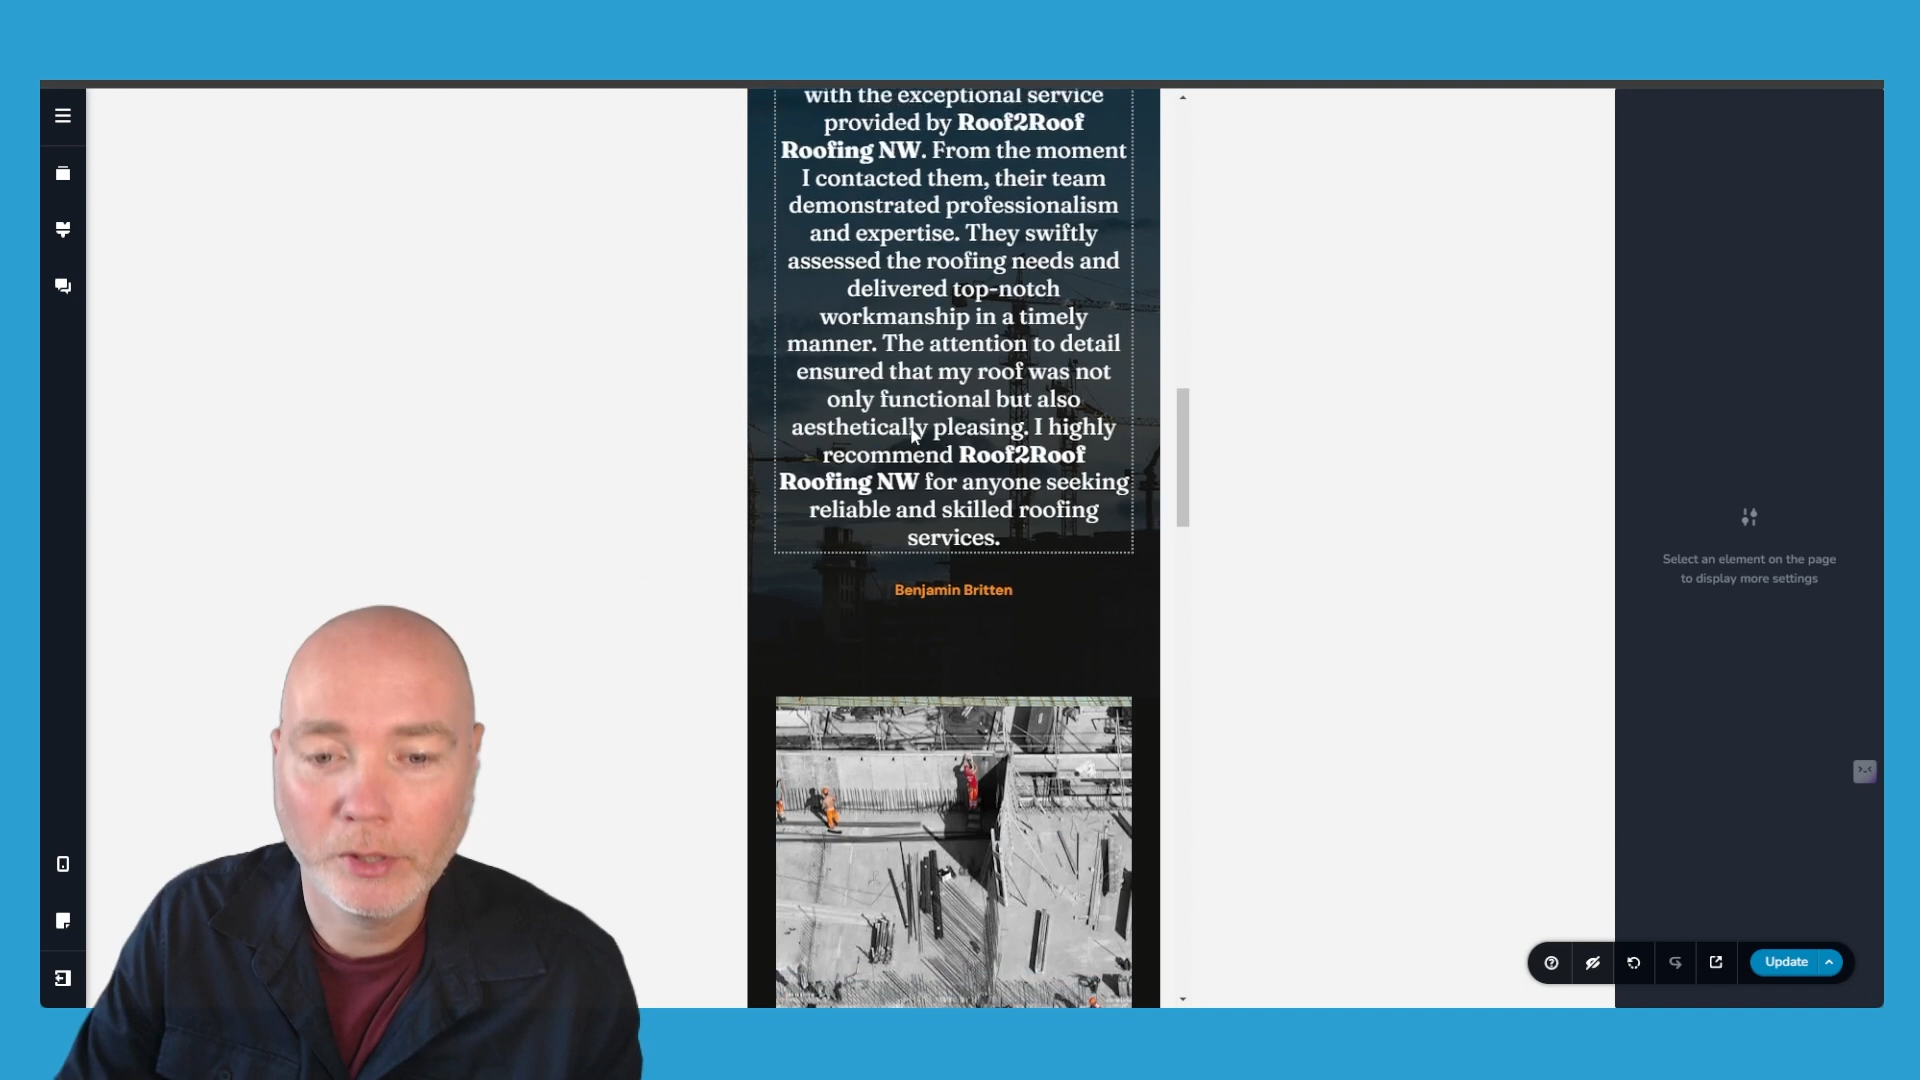 with the exceptional service
provided by Roof2Roof
Roofing NW. From the moment
I contacted them, their team
demonstrated professionalism
and expertise. They swiftly
assessed the roofing needs and
delivered top-notch
workmanship in a timely
manner. The attention to detail
ensured that my roof was not
only functional but also
aesthetically pleasing. I highly
recommend Roof2Roof
Roofing NW for anyone seeking
reliable and skilled roofing
services.
Benjamin Britten
Select an element on the page
to display more settings
Update